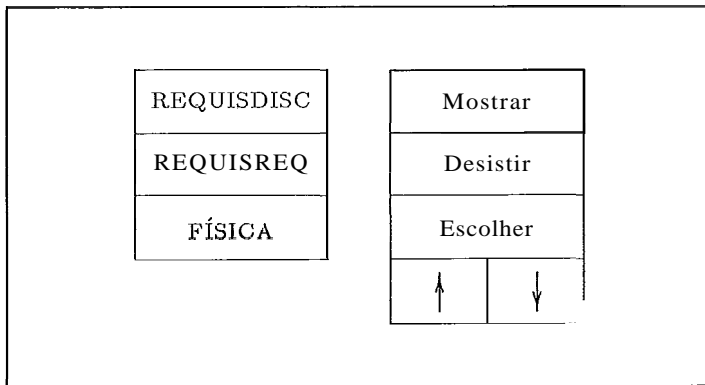 REQUISDISC
REQUISREQ
FÍSICA
Mostrar
Desistir
Escolher
↑ ↓